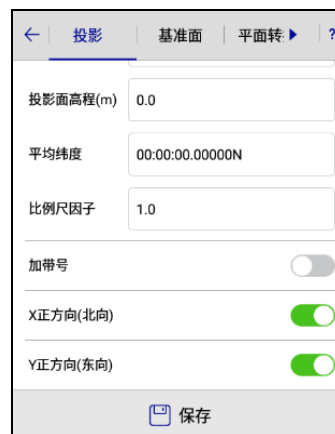 ← 投影 基准面 平面转 ?
投影面高程(m) 0.0
平均纬度 00:00:00.00000N
比例尺因子 1.0
加带号
X正方向(北向)
Y正方向(东向)
保存